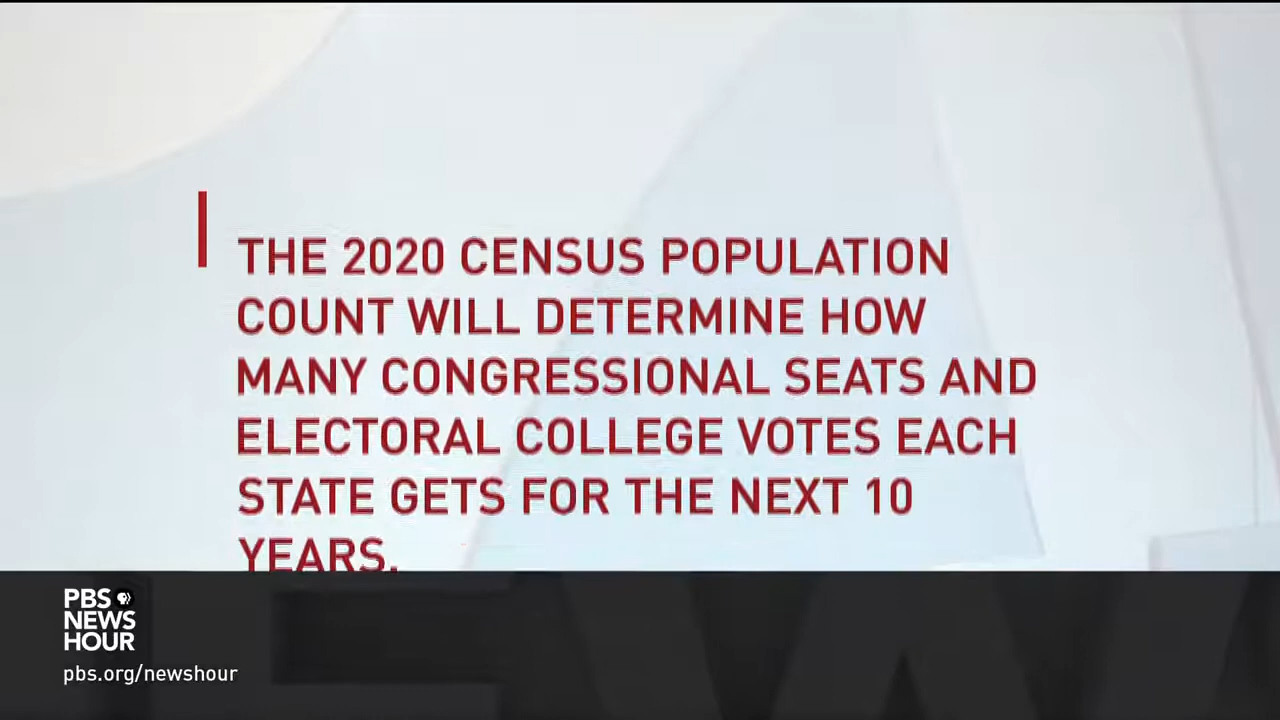 THE 2020 CENSUS POPULATION
COUNT WILL DETERMINE HOW
MANY CONGRESSIONAL SEATS AND
ELECTORAL COLLEGE VOTES EACH
STATE GETS FOR THE NEXT 10
YEARS.
PBS
NEWS
HOUR
pbs.org/newshour